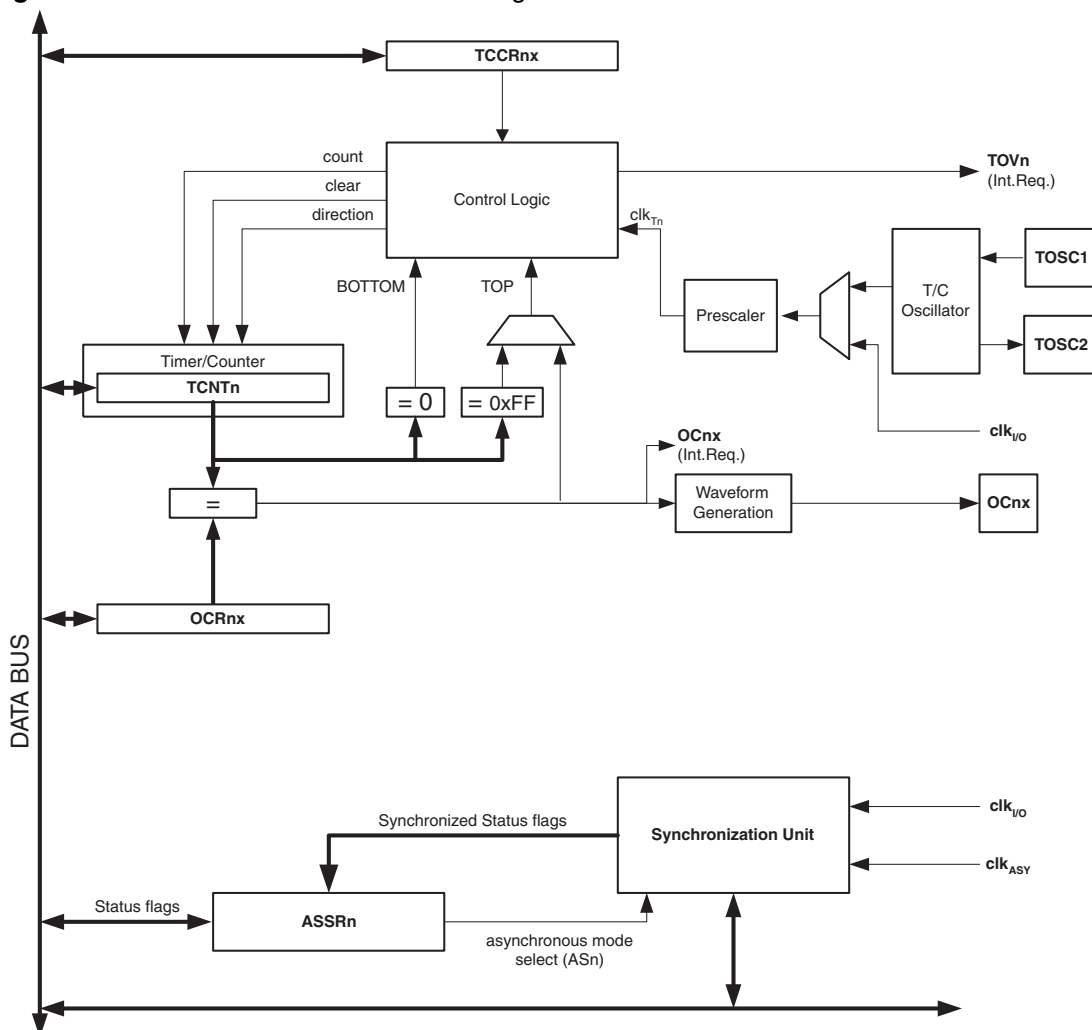 TCCRnx
count
clear
direction
Control Logic
clkTn
TOVn
(Int.Req.)
BOTTOM
TOP
Prescaler
T/C
Oscillator
TOSC1
TOSC2
Timer/Counter
TCNTn
= 0
= 0xFF
clkI/O
OCnx
(Int.Req.)
=
Waveform
Generation
OCnx
OCRnx
DATA BUS
Synchronized Status flags
Synchronization Unit
clkI/O
clkASY
Status flags
ASSRn
asynchronous mode
select (ASn)